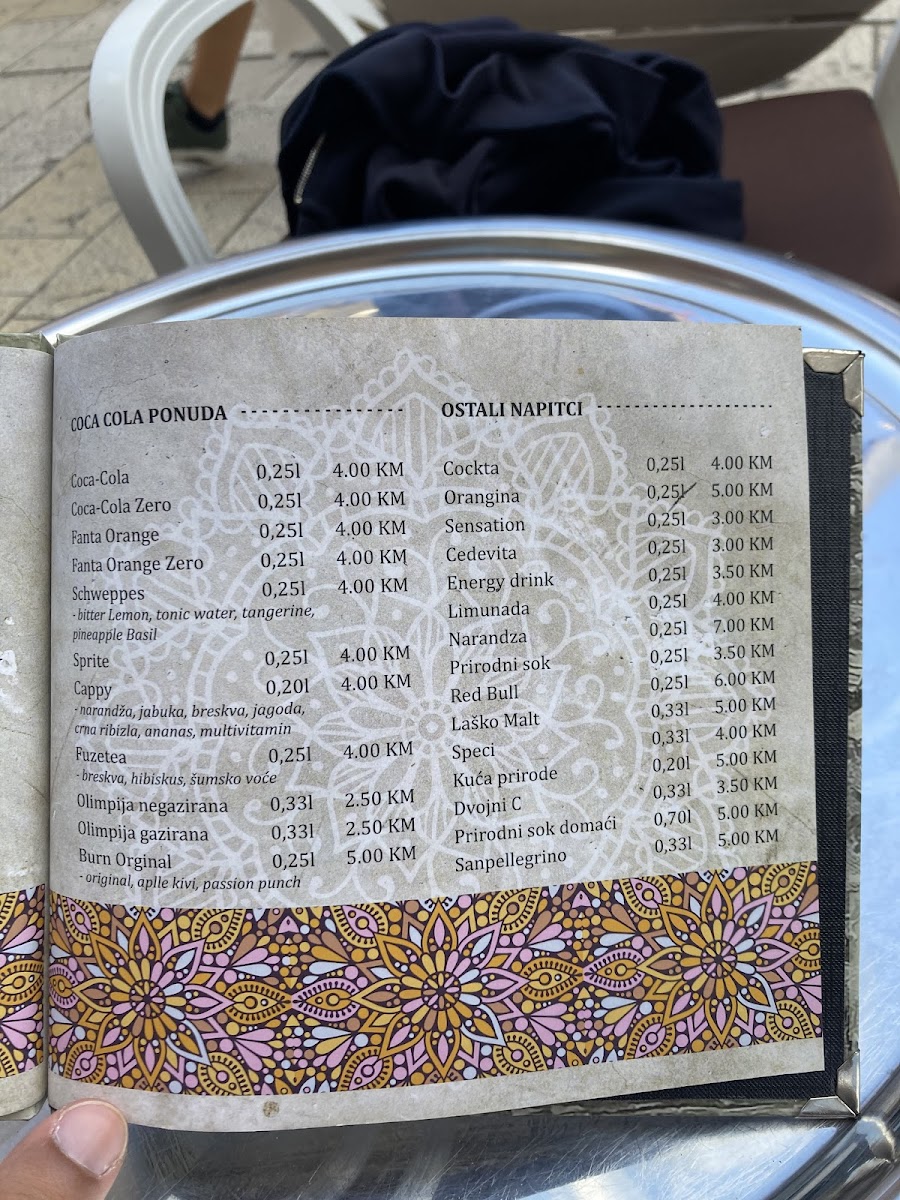 COCA COLA PONUDA
Coca-Cola 0,25l 4.00 KM
Coca-Cola Zero 0,25l 4.00 KM
Fanta Orange 0,25l 4.00 KM
Fanta Orange Zero 0,25l 4.00 KM
Schweppes 0,25l 4.00 KM
- bitter Lemon, tonic water, tangerine,
pineapple Basil
Sprite 0,25l 4.00 KM
Cappy 0,20l 4.00 KM
- narandža, jabuka, breskva, jagoda,
crna ribizla, ananas, multivitamin
Fuzetea 0,25l 4.00 KM
- breskva, hibiskus, šumsko voće
Olimpija negazirana 0,33l 2.50 KM
Olimpija gazirana 0,33l 2.50 KM
Burn Orginal 0,25l 5.00 KM
- original, aplle kivi, passion punch
OSTALI NAPITCI
Cockta 0,25l 4.00 KM
Orangina 0,25l 5.00 KM
Sensation 0,25l 3.00 KM
Cedevita 0,25l 3.00 KM
Energy drink 0,25l 3.50 KM
Limunada 0,25l 4.00 KM
Narandza 0,25l 7.00 KM
Prirodni sok 0,25l 3.50 KM
Red Bull 0,25l 6.00 KM
Laško Malt 0,33l 5.00 KM
Speci 0,33l 4.00 KM
Kuća prirode 0,20l 5.00 KM
Dvojni C 0,33l 3.50 KM
Prirodni sok domaći 0,70l 5.00 KM
Sanpellegrino 0,33l 5.00 KM